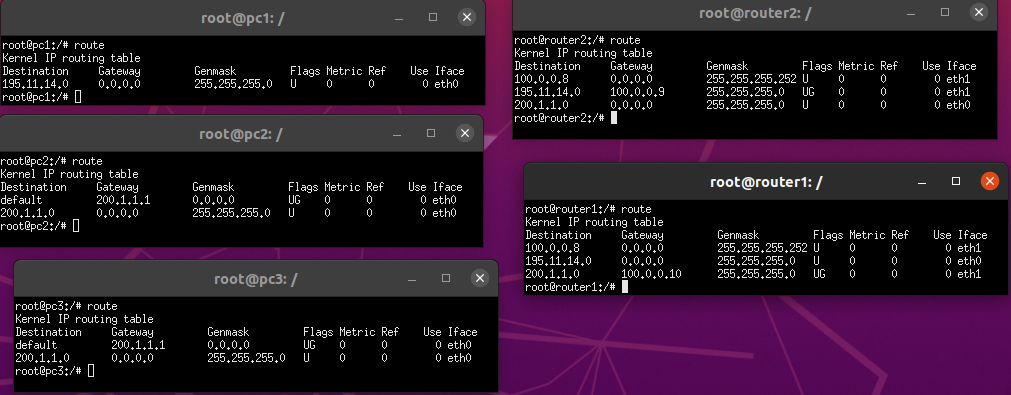 root@pc1: /
root@pc1:/# route
Kernel IP routing table
Destination     Gateway         Genmask         Flags Metric Ref    Use Iface
195.11.14.0     0.0.0.0         255.255.255.0   U     0      0        0 eth0
root@pc1:/#
root@pc2: /
root@pc2:/# route
Kernel IP routing table
Destination     Gateway         Genmask         Flags Metric Ref    Use Iface
default         200.1.1.1       0.0.0.0         UG    0      0        0 eth0
200.1.1.0       0.0.0.0         255.255.255.0   U     0      0        0 eth0
root@pc2:/#
root@pc3: /
root@pc3:/# route
Kernel IP routing table
Destination     Gateway         Genmask         Flags Metric Ref    Use Iface
default         200.1.1.1       0.0.0.0         UG    0      0        0 eth0
200.1.1.0       0.0.0.0         255.255.255.0   U     0      0        0 eth0
root@pc3:/#
root@router2: /
root@router2:/# route
Kernel IP routing table
Destination     Gateway         Genmask         Flags Metric Ref    Use Iface
100.0.0.8       0.0.0.0         255.255.255.252 U     0      0        0 eth1
195.11.14.0     100.0.0.9       255.255.255.0   UG    0      0        0 eth1
200.1.1.0       0.0.0.0         255.255.255.0   U     0      0        0 eth0
root@router2:/#
root@router1: /
root@router1:/# route
Kernel IP routing table
Destination     Gateway         Genmask         Flags Metric Ref    Use Iface
100.0.0.8       0.0.0.0         255.255.255.252 U     0      0        0 eth1
195.11.14.0     0.0.0.0         255.255.255.0   U     0      0        0 eth0
200.1.1.0       100.0.0.10      255.255.255.0   UG    0      0        0 eth1
root@router1:/#